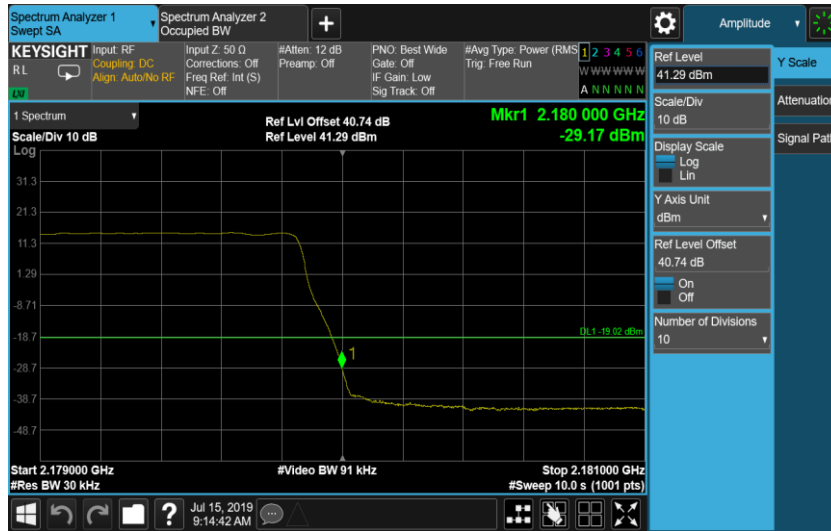 Spectrum Analyzer 1
Swept SA
Spectrum Analyzer 2
Occupied BW
Amplitude
KEYSIGHT
RL
LXI
Input: RF
Coupling: DC
Align: Auto/No RF
Input Z: 50 Ω
Corrections: Off
Freq Ref: Int (S)
NFE: Off
#Atten: 12 dB
Preamp: Off
PNO: Best Wide
Gate: Off
IF Gain: Low
Sig Track: Off
#Avg Type: Power (RMS
Trig: Free Run
1 2 3 4 5 6
W W W W W W
A N N N N N
1 Spectrum
Scale/Div 10 dB
Log
Ref Lvl Offset 40.74 dB
Ref Level 41.29 dBm
Mkr1 2.180 000 GHz
-29.17 dBm
31.3
21.3
11.3
1.29
-8.71
-18.7
-28.7
-38.7
-48.7
DL1 -19.02 dBm
1
Start 2.179000 GHz
#Res BW 30 kHz
#Video BW 91 kHz
Stop 2.181000 GHz
#Sweep 10.0 s (1001 pts)
Ref Level
41.29 dBm
Scale/Div
10 dB
Display Scale
Log
Lin
Y Axis Unit
dBm
Ref Level Offset
40.74 dB
On
Off
Number of Divisions
10
Y Scale
Attenuation
Signal Pat
?
Jul 15, 2019
9:14:42 AM